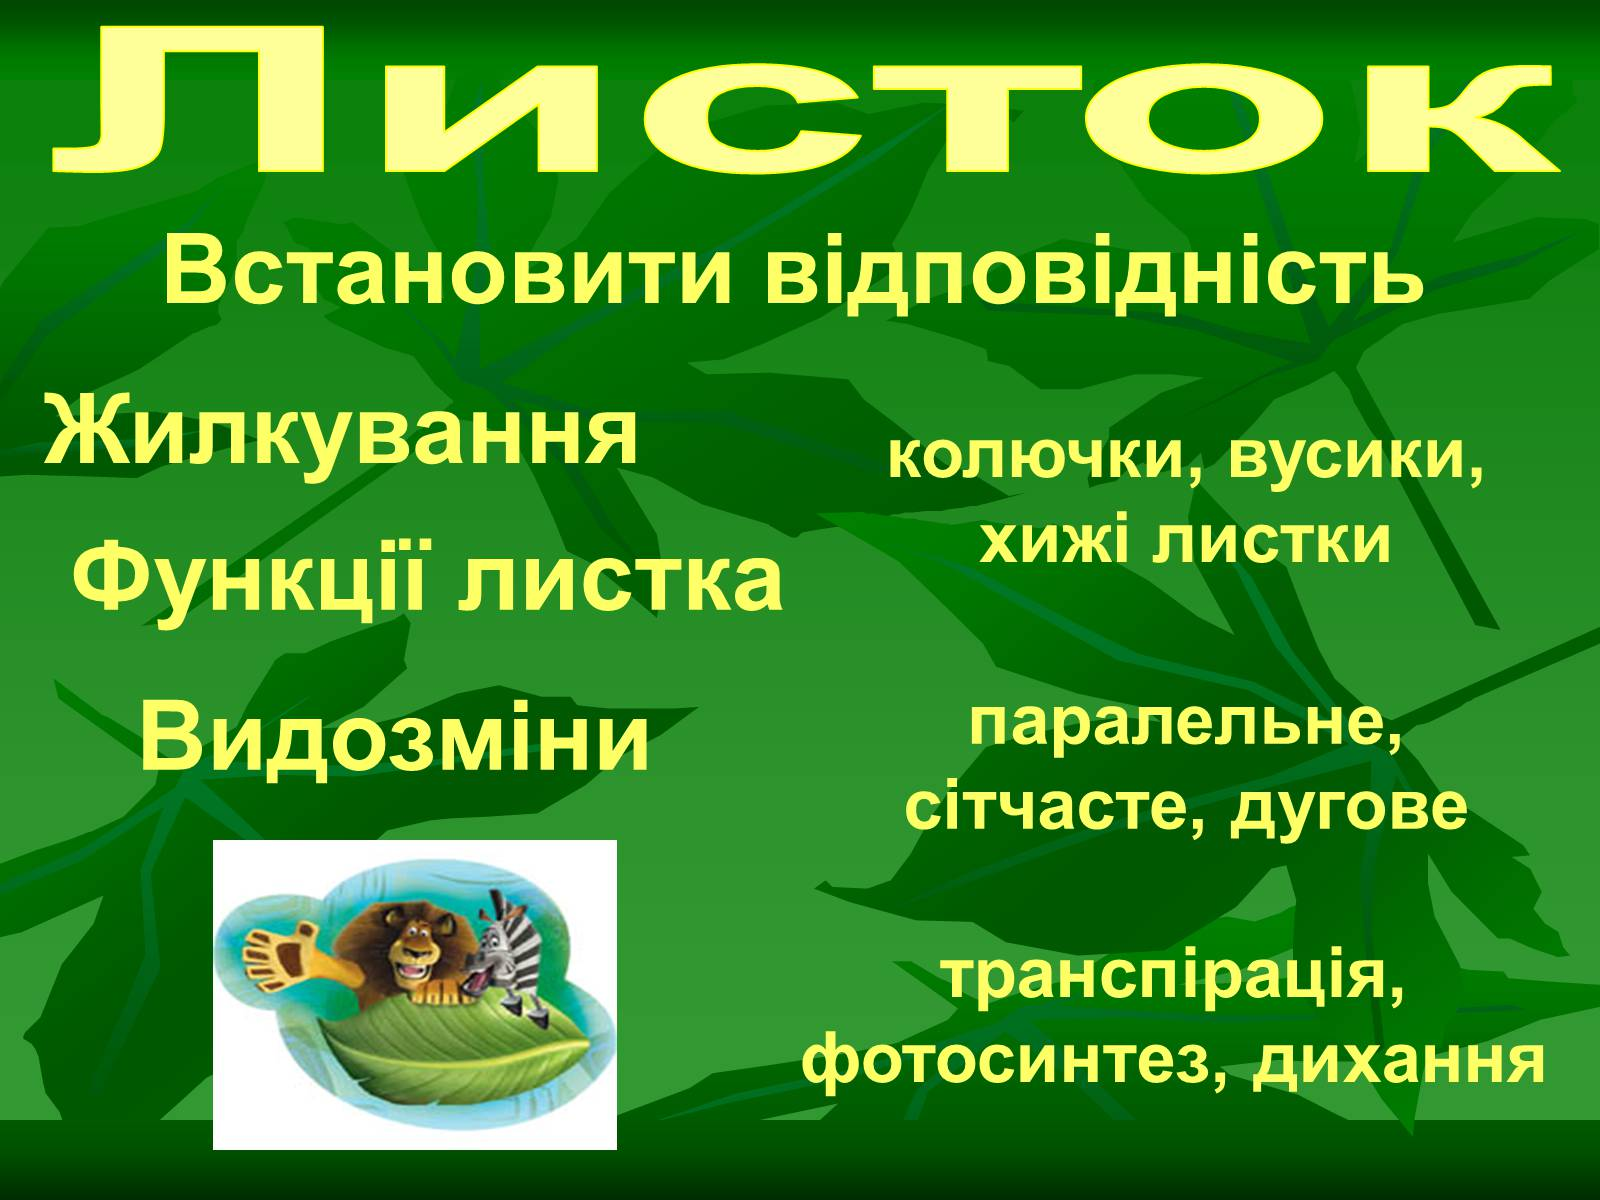 Листок
Встановити відповідність
Жилкування
Функції листка
Видозміни
колючки, вусики,
хижі листки
паралельне,
сітчасте, дугове
транспірація,
фотосинтез, дихання